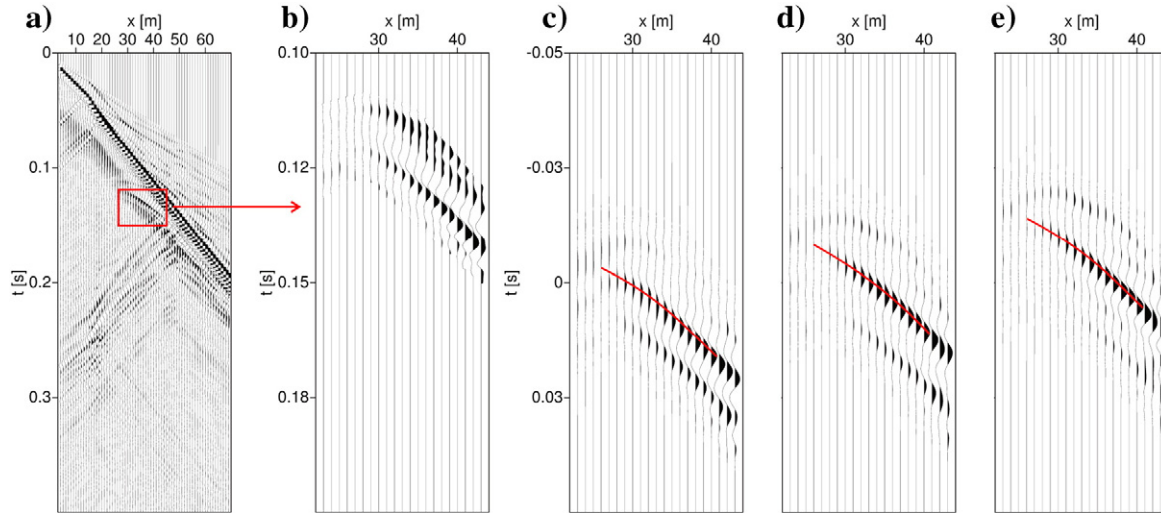 a) x [m] b) x [m] c) x [m] d) x [m] e) x [m]
10 20 30 40 50 60 30 40 30 40 30 40 30 40
0 0.10 -0.05
0.1 0.12 -0.03
t [s] 0.2 t [s] 0.15 t [s] 0
0.3 0.18 0.03